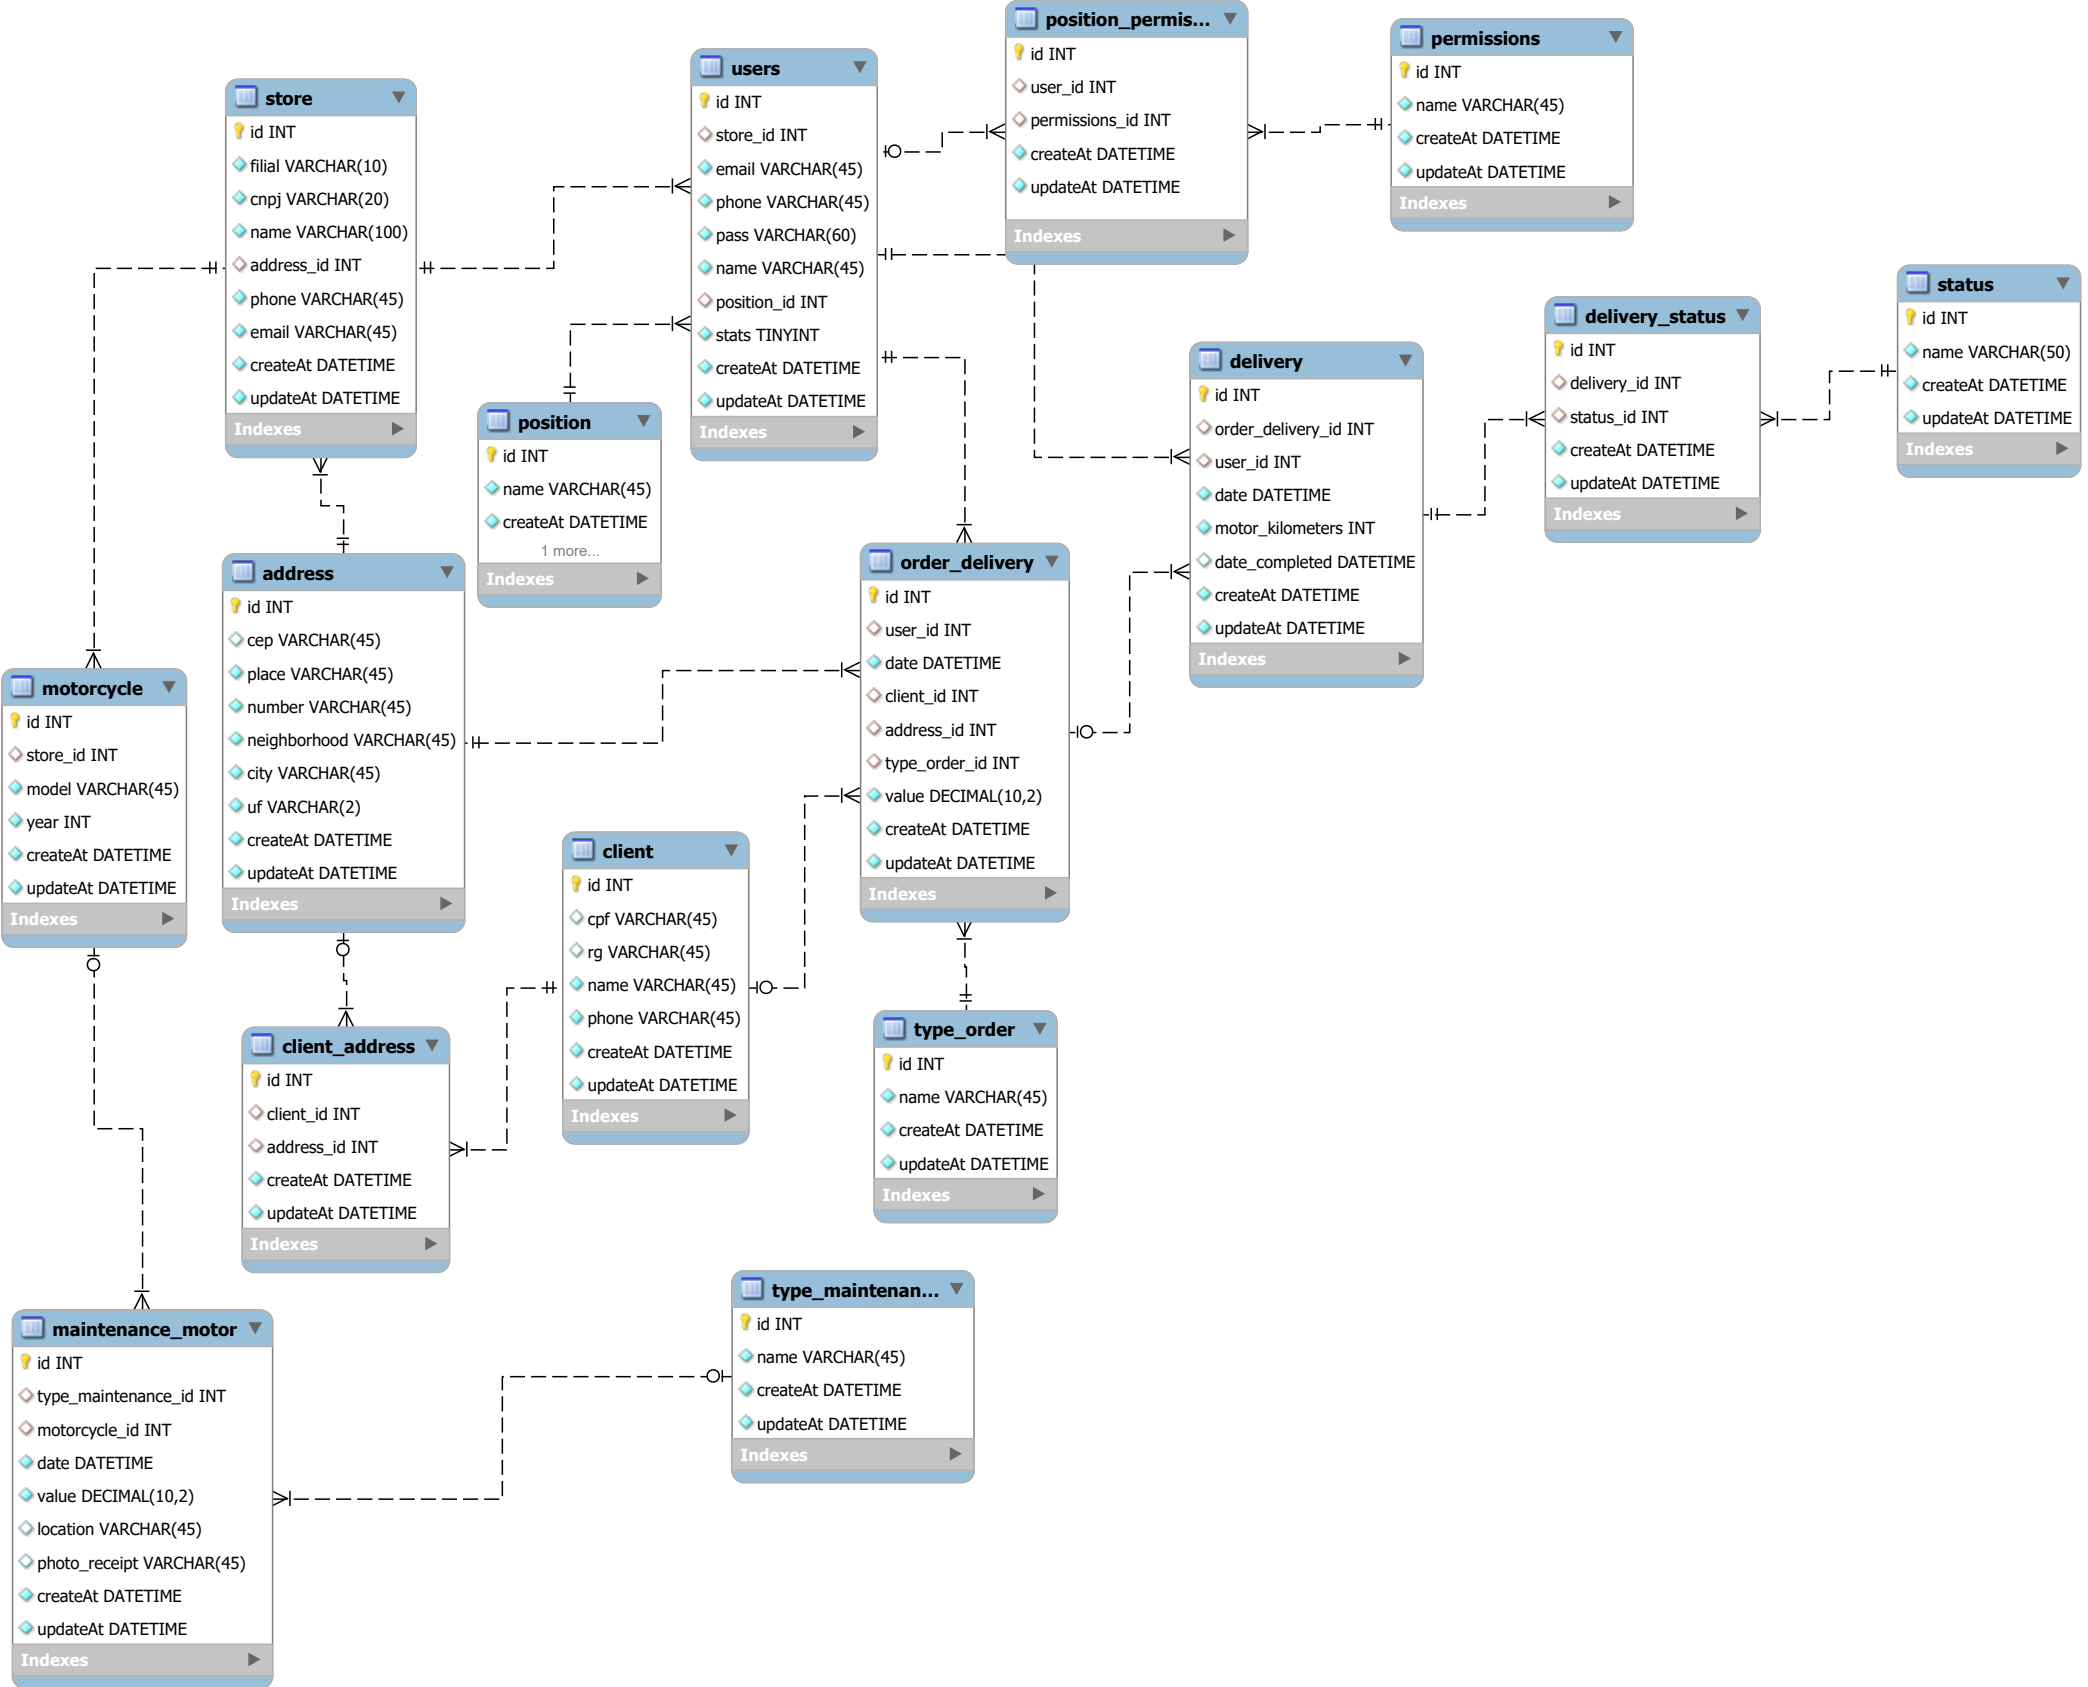 position_permis...
id INT
user_id INT
permissions_id INT
createAt DATETIME
updateAt DATETIME
Indexes
permissions
id INT
name VARCHAR(45)
createAt DATETIME
updateAt DATETIME
Indexes
users
id INT
store_id INT
email VARCHAR(45)
phone VARCHAR(45)
pass VARCHAR(60)
name VARCHAR(45)
position_id INT
stats TINYINT
createAt DATETIME
updateAt DATETIME
Indexes
store
id INT
filial VARCHAR(10)
cnpj VARCHAR(20)
name VARCHAR(100)
address_id INT
phone VARCHAR(45)
email VARCHAR(45)
createAt DATETIME
updateAt DATETIME
Indexes
status
id INT
name VARCHAR(50)
createAt DATETIME
updateAt DATETIME
Indexes
delivery_status
id INT
delivery_id INT
status_id INT
createAt DATETIME
updateAt DATETIME
Indexes
delivery
id INT
order_delivery_id INT
user_id INT
date DATETIME
motor_kilometers INT
date_completed DATETIME
createAt DATETIME
updateAt DATETIME
Indexes
position
id INT
name VARCHAR(45)
createAt DATETIME
1 more...
Indexes
order_delivery
id INT
user_id INT
date DATETIME
client_id INT
address_id INT
type_order_id INT
value DECIMAL(10,2)
createAt DATETIME
updateAt DATETIME
Indexes
address
id INT
cep VARCHAR(45)
place VARCHAR(45)
number VARCHAR(45)
neighborhood VARCHAR(45)
city VARCHAR(45)
uf VARCHAR(2)
createAt DATETIME
updateAt DATETIME
Indexes
motorcycle
id INT
store_id INT
model VARCHAR(45)
year INT
createAt DATETIME
updateAt DATETIME
Indexes
client
id INT
cpf VARCHAR(45)
rg VARCHAR(45)
name VARCHAR(45)
phone VARCHAR(45)
createAt DATETIME
updateAt DATETIME
Indexes
type_order
id INT
name VARCHAR(45)
createAt DATETIME
updateAt DATETIME
Indexes
client_address
id INT
client_id INT
address_id INT
createAt DATETIME
updateAt DATETIME
Indexes
type_maintenan...
id INT
name VARCHAR(45)
createAt DATETIME
updateAt DATETIME
Indexes
maintenance_motor
id INT
type_maintenance_id INT
motorcycle_id INT
date DATETIME
value DECIMAL(10,2)
location VARCHAR(45)
photo_receipt VARCHAR(45)
createAt DATETIME
updateAt DATETIME
Indexes